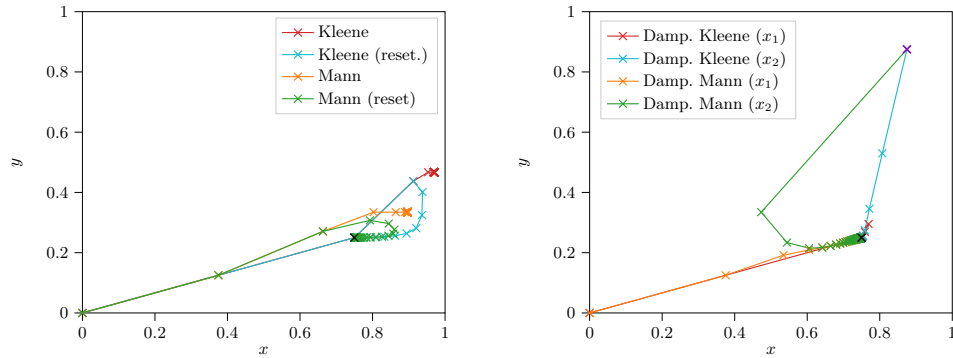 1
0.8
0.6
0.4
0.2
0
y
0
0.2
0.4
0.6
0.8
1
x
Kleene
Kleene (reset.)
Mann
Mann (reset)
1
0.8
0.6
0.4
0.2
0
y
0
0.2
0.4
0.6
0.8
1
x
Damp. Kleene (x₁)
Damp. Kleene (x₂)
Damp. Mann (x₁)
Damp. Mann (x₂)